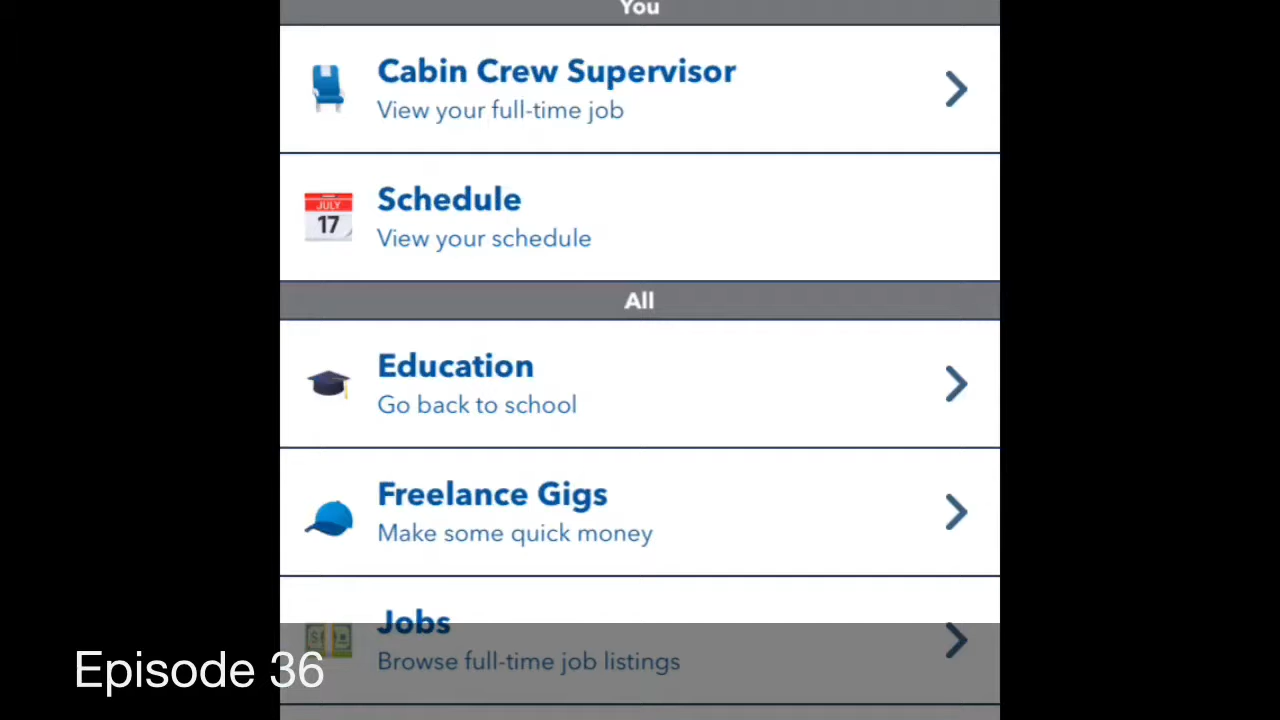 You
Cabin Crew Supervisor
View your full-time job
JULY
17
Schedule
View your schedule
All
Education
Go back to school
Freelance Gigs
Make some quick money
Jobs
Browse full-time job listings
Episode 36